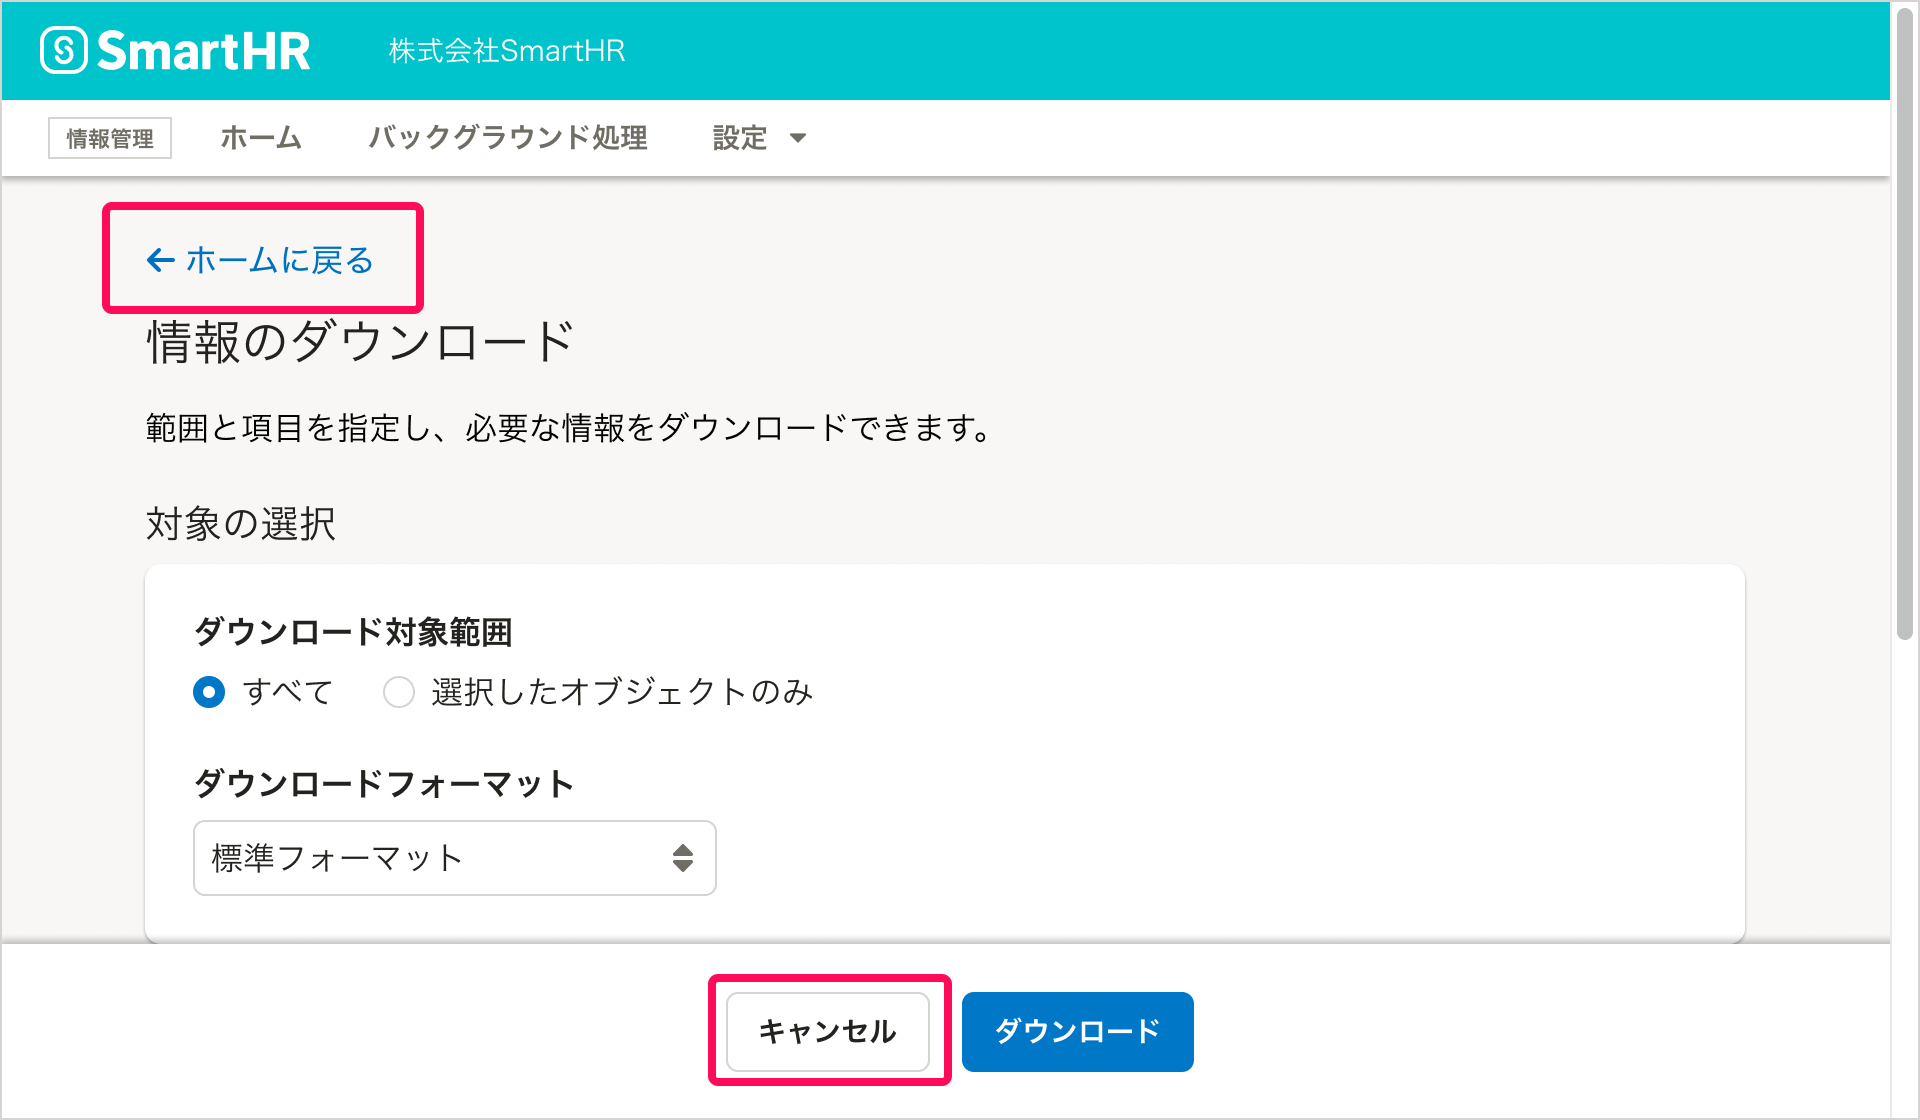 SmartHR 株式会社SmartHR
情報管理 ホーム バックグラウンド処理 設定
ホームに戻る
情報のダウンロード
範囲と項目を指定し、必要な情報をダウンロードできます。
対象の選択
ダウンロード対象範囲
すべて 選択したオブジェクトのみ
ダウンロードフォーマット
標準フォーマット
キャンセル ダウンロード